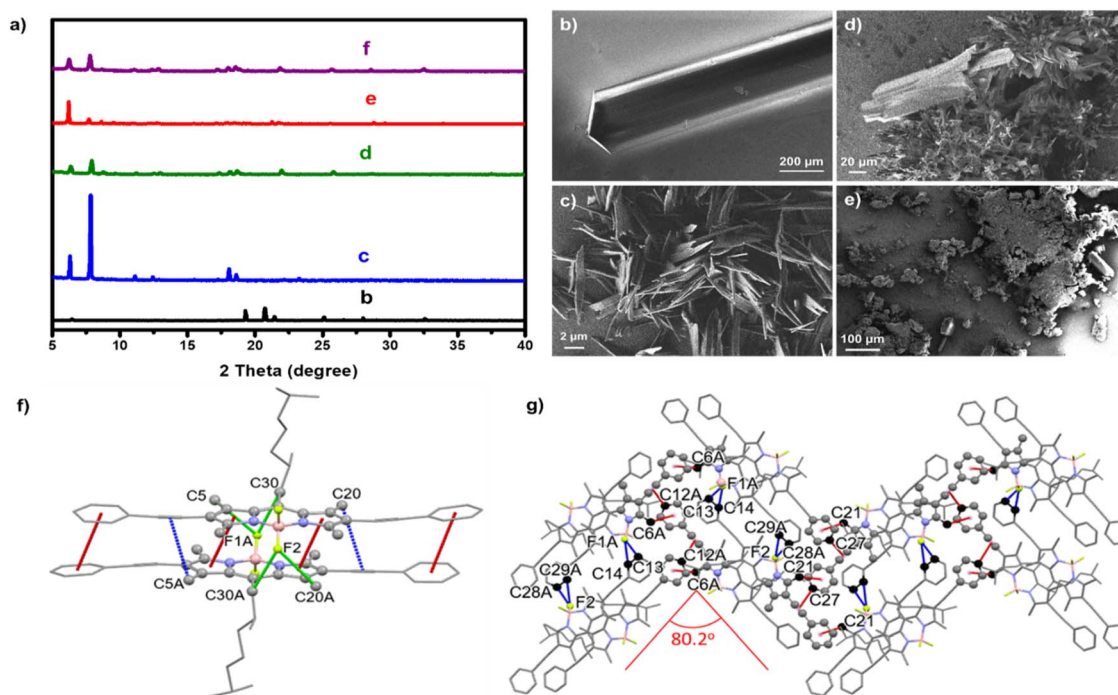 a)
f
e
d
c
b
5 10 15 20 25 30 35 40
2 Theta (degree)
b)
200 µm
d)
20 µm
c)
2 µm
e)
100 µm
f)
C30
C5
C20
F1A
F2
C5A
C30A
C20A
g)
C6A
F1A
C12A
C13
C14
F1A
C6A
C29A
C21
C12A
F2
C28A
C27
C29A
C14
C13
C21
C28A
C6A
C27
F2
C21
80.2°